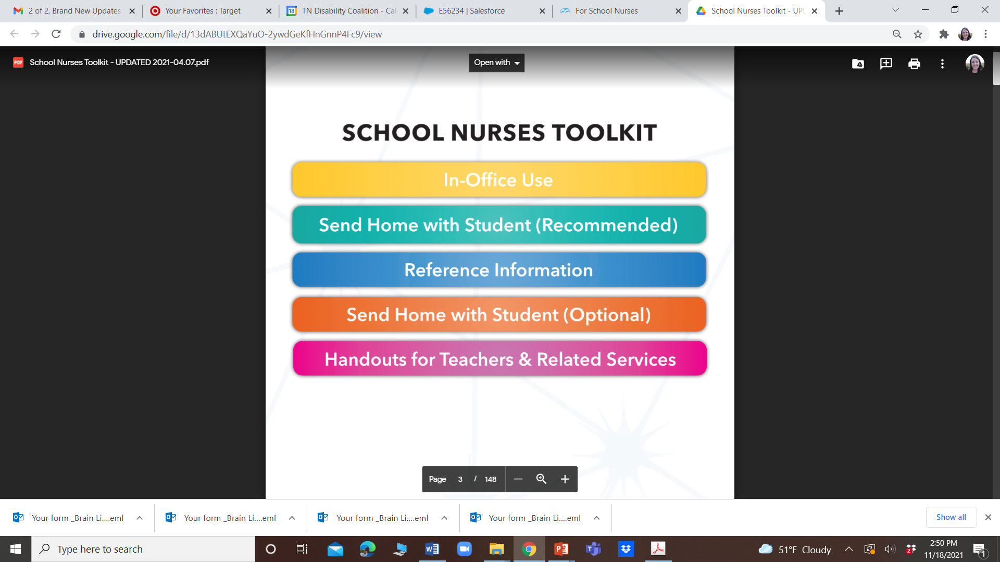 2 of 2, Brand New Updates
Your Favorites : Target
18
TN Disability Coalition - Cal
E56234 | Salesforce
For School Nurses
School Nurses Toolkit - UPD
drive.google.com/file/d/13dABUtEXQaYuO-2ywdGeKfHnGnnP4Fc9/view
PDF
School Nurses Toolkit - UPDATED 2021-04.07.pdf
Open with
SCHOOL NURSES TOOLKIT
In-Office Use
Send Home with Student (Recommended)
Reference Information
Send Home with Student (Optional)
Handouts for Teachers & Related Services
Page 3 / 148
Your form _Brain Li....eml
Your form _Brain Li....eml
Your form _Brain Li....eml
Your form _Brain Li....eml
Show all
Type here to search
51°F Cloudy
2
2:50 PM
11/18/2021
1